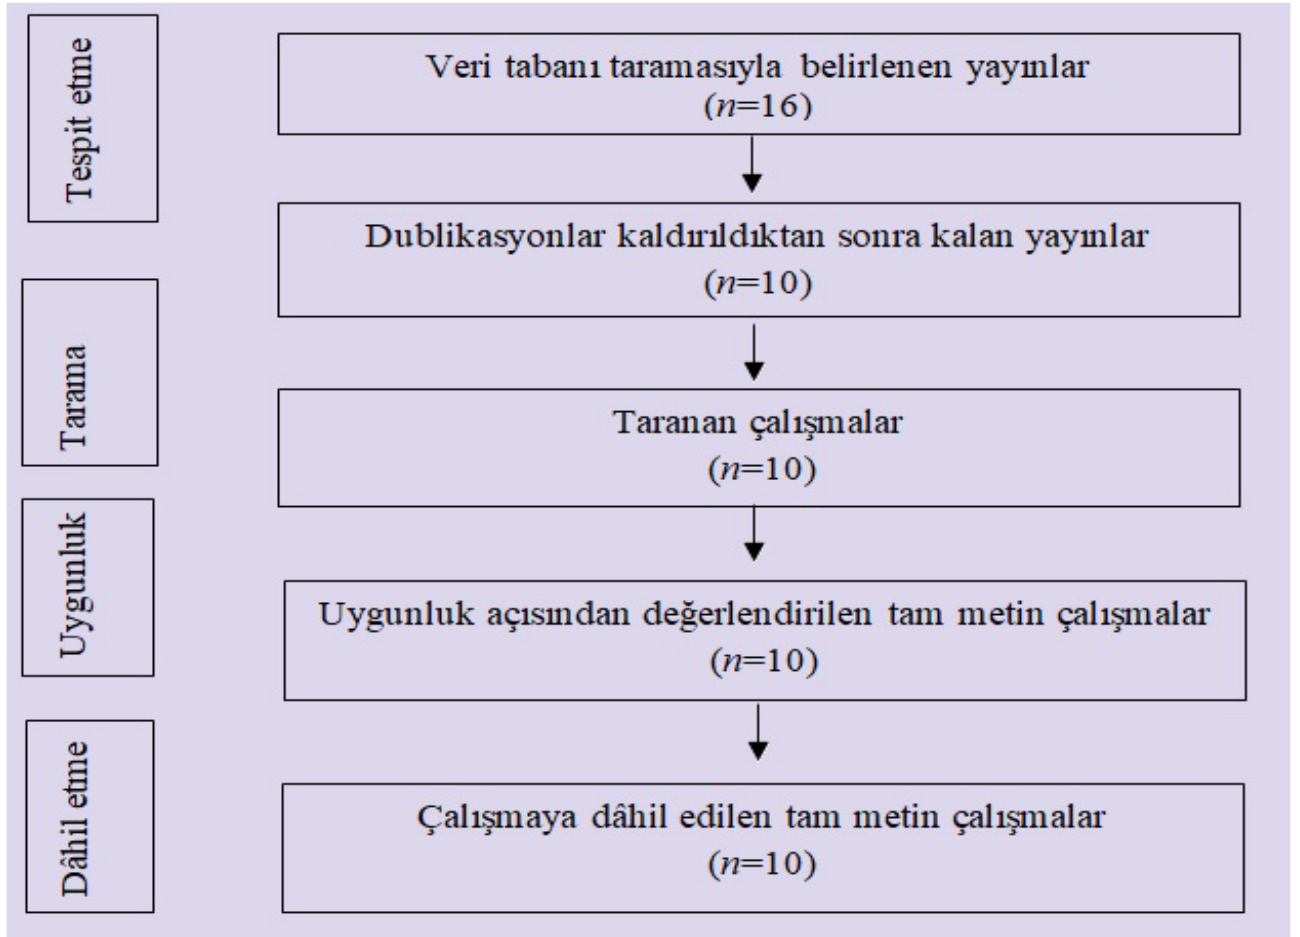 Tespit etme
Veri tabanı taramasıyla belirlenen yayınlar
(n=16)
Dublikasyonlar kaldırıldıktan sonra kalan yayınlar
(n=10)
Tarama
Taranan çalışmalar
(n=10)
Uygunluk
Uygunluk açısından değerlendirilen tam metin çalışmalar
(n=10)
Dâhil etme
Çalışmaya dâhil edilen tam metin çalışmalar
(n=10)